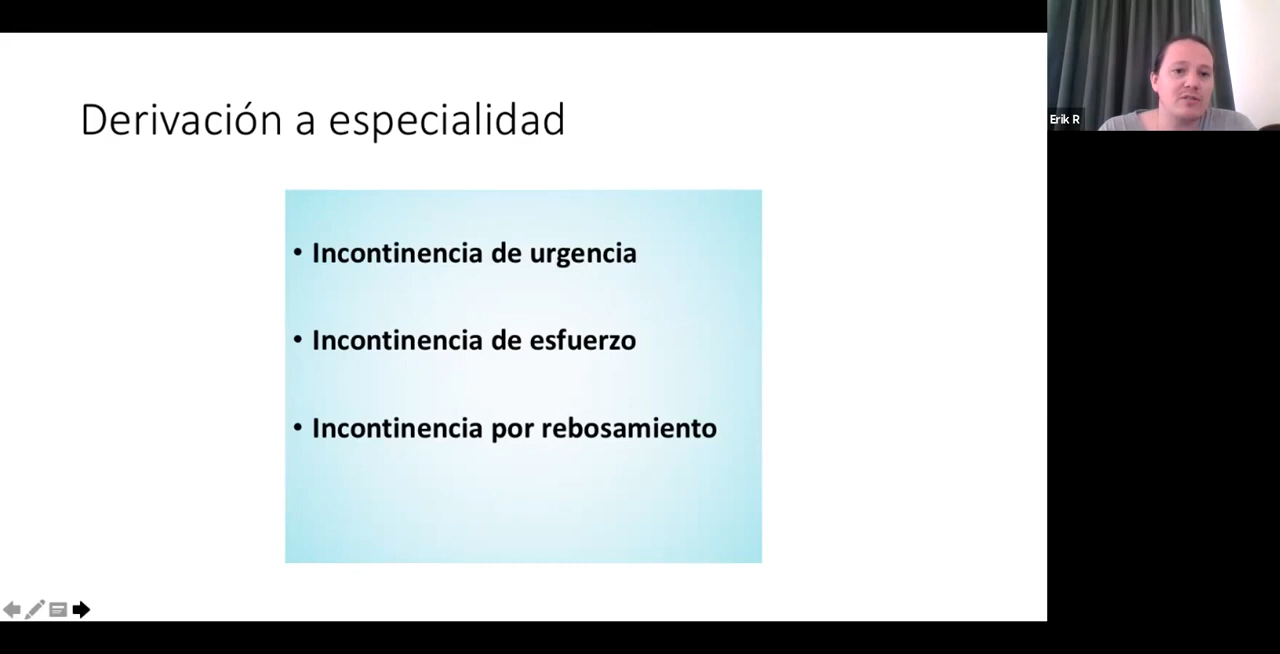 Derivación a especialidad
• Incontinencia de urgencia
• Incontinencia de esfuerzo
• Incontinencia por rebosamiento
Erik R